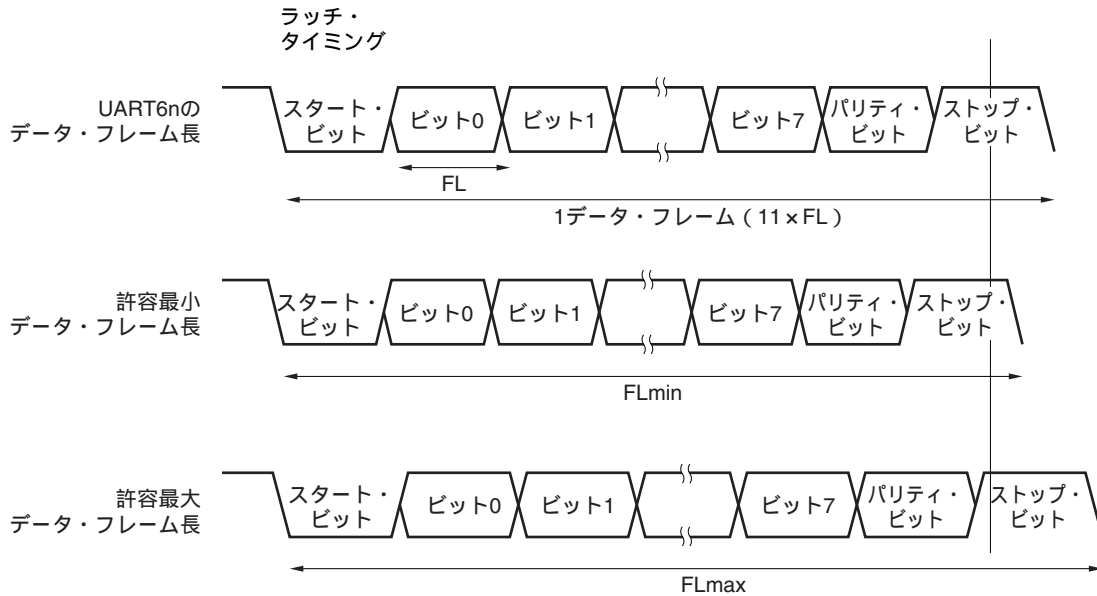 ラッチ・
タイミング
UART6nの
データ・フレーム長
スタート・
ビット
ビット0
ビット1
ビット7
パリティ・
ビット
ストップ・
ビット
FL
1データ・フレーム(11×FL)
許容最小
データ・フレーム長
スタート・
ビット
ビット0
ビット1
ビット7
パリティ・
ビット
ストップ・
ビット
FLmin
許容最大
データ・フレーム長
スタート・
ビット
ビット0
ビット1
ビット7
パリティ・
ビット
ストップ・
ビット
FLmax